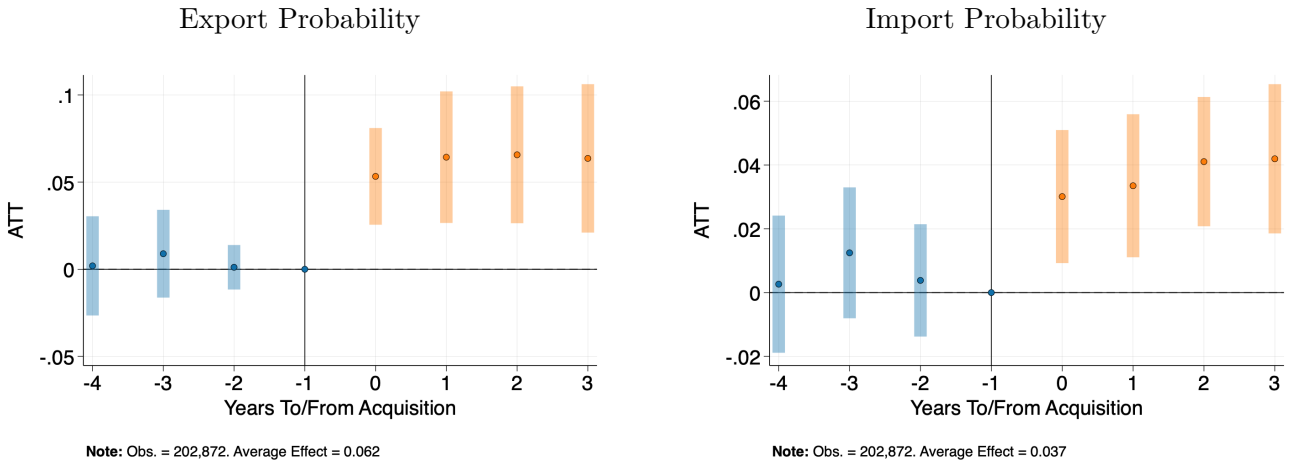 Export Probability
.1
.05
0
-.05
ATT
-4 -3 -2 -1 0 1 2 3
Years To/From Acquisition
Note: Obs. = 202,872. Average Effect = 0.062
Import Probability
.06
.04
.02
0
-.02
ATT
-4 -3 -2 -1 0 1 2 3
Years To/From Acquisition
Note: Obs. = 202,872. Average Effect = 0.037